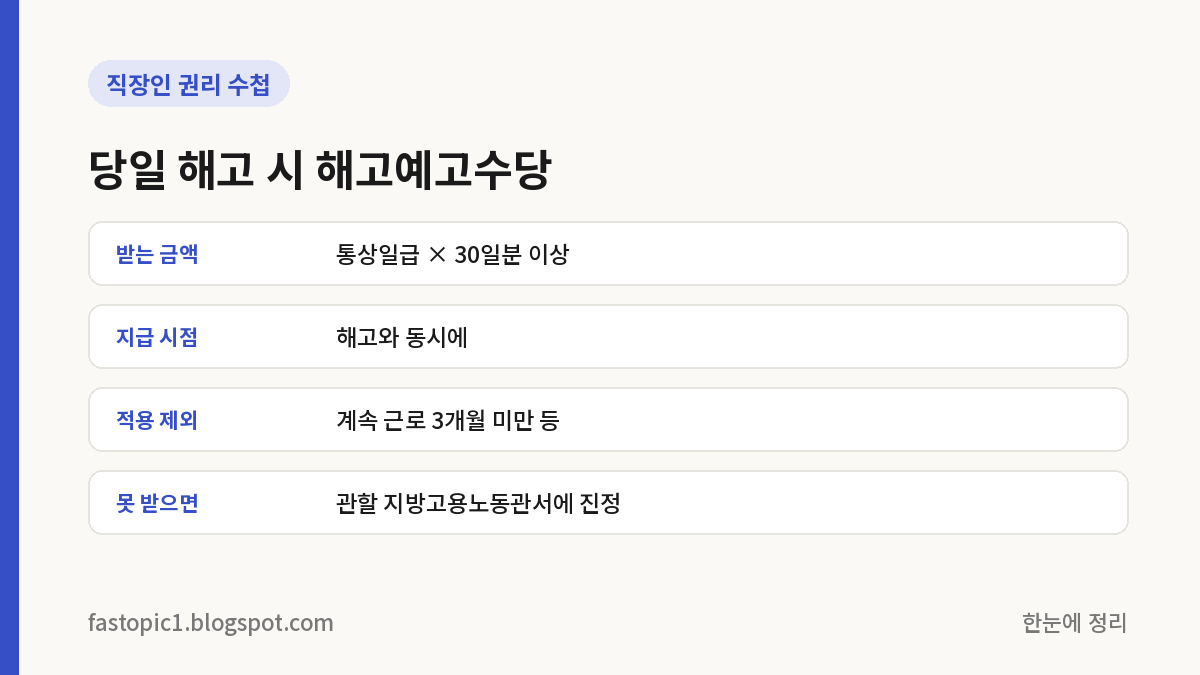 직장인 권리 수첩
당일 해고 시 해고예고수당
받는 금액 통상일급 × 30일분 이상
지급 시점 해고와 동시에
적용 제외 계속 근로 3개월 미만 등
못 받으면 관할 지방고용노동관서에 진정
fastopic1.blogspot.com 한눈에 정리